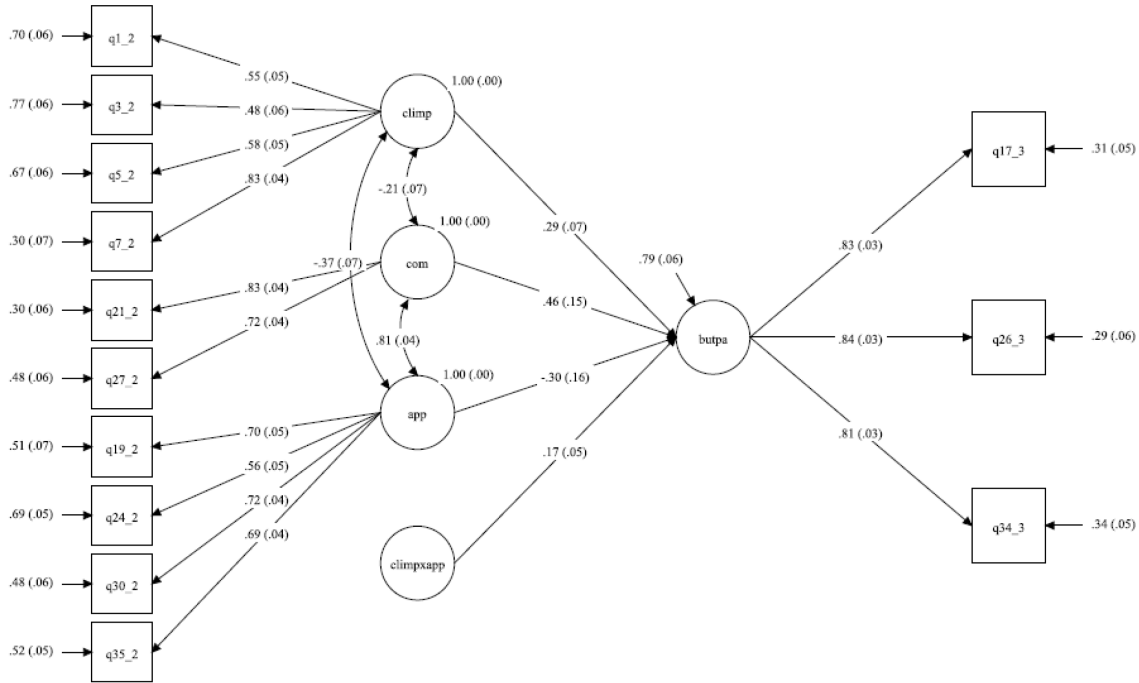 .70 (.06)
q1_2
.77 (.06)
q3_2
.67 (.06)
q5_2
.30 (.07)
q7_2
.30 (.06)
q21_2
.48 (.06)
q27_2
.51 (.07)
q19_2
.69 (.05)
q24_2
.48 (.06)
q30_2
.52 (.05)
q35_2
.55 (.05)
.48 (.06)
.58 (.05)
.83 (.04)
.83 (.04)
.72 (.04)
.70 (.05)
.56 (.05)
.72 (.04)
.69 (.04)
1.00 (.00)
climp
-.21 (.07)
1.00 (.00)
com
-.37 (.07)
.81 (.04)
1.00 (.00)
app
climpxapp
.29 (.07)
.46 (.15)
-.30 (.16)
.17 (.05)
.79 (.06)
butpa
.83 (.03)
.84 (.03)
.81 (.03)
q17_3
.31 (.05)
q26_3
.29 (.06)
q34_3
.34 (.05)